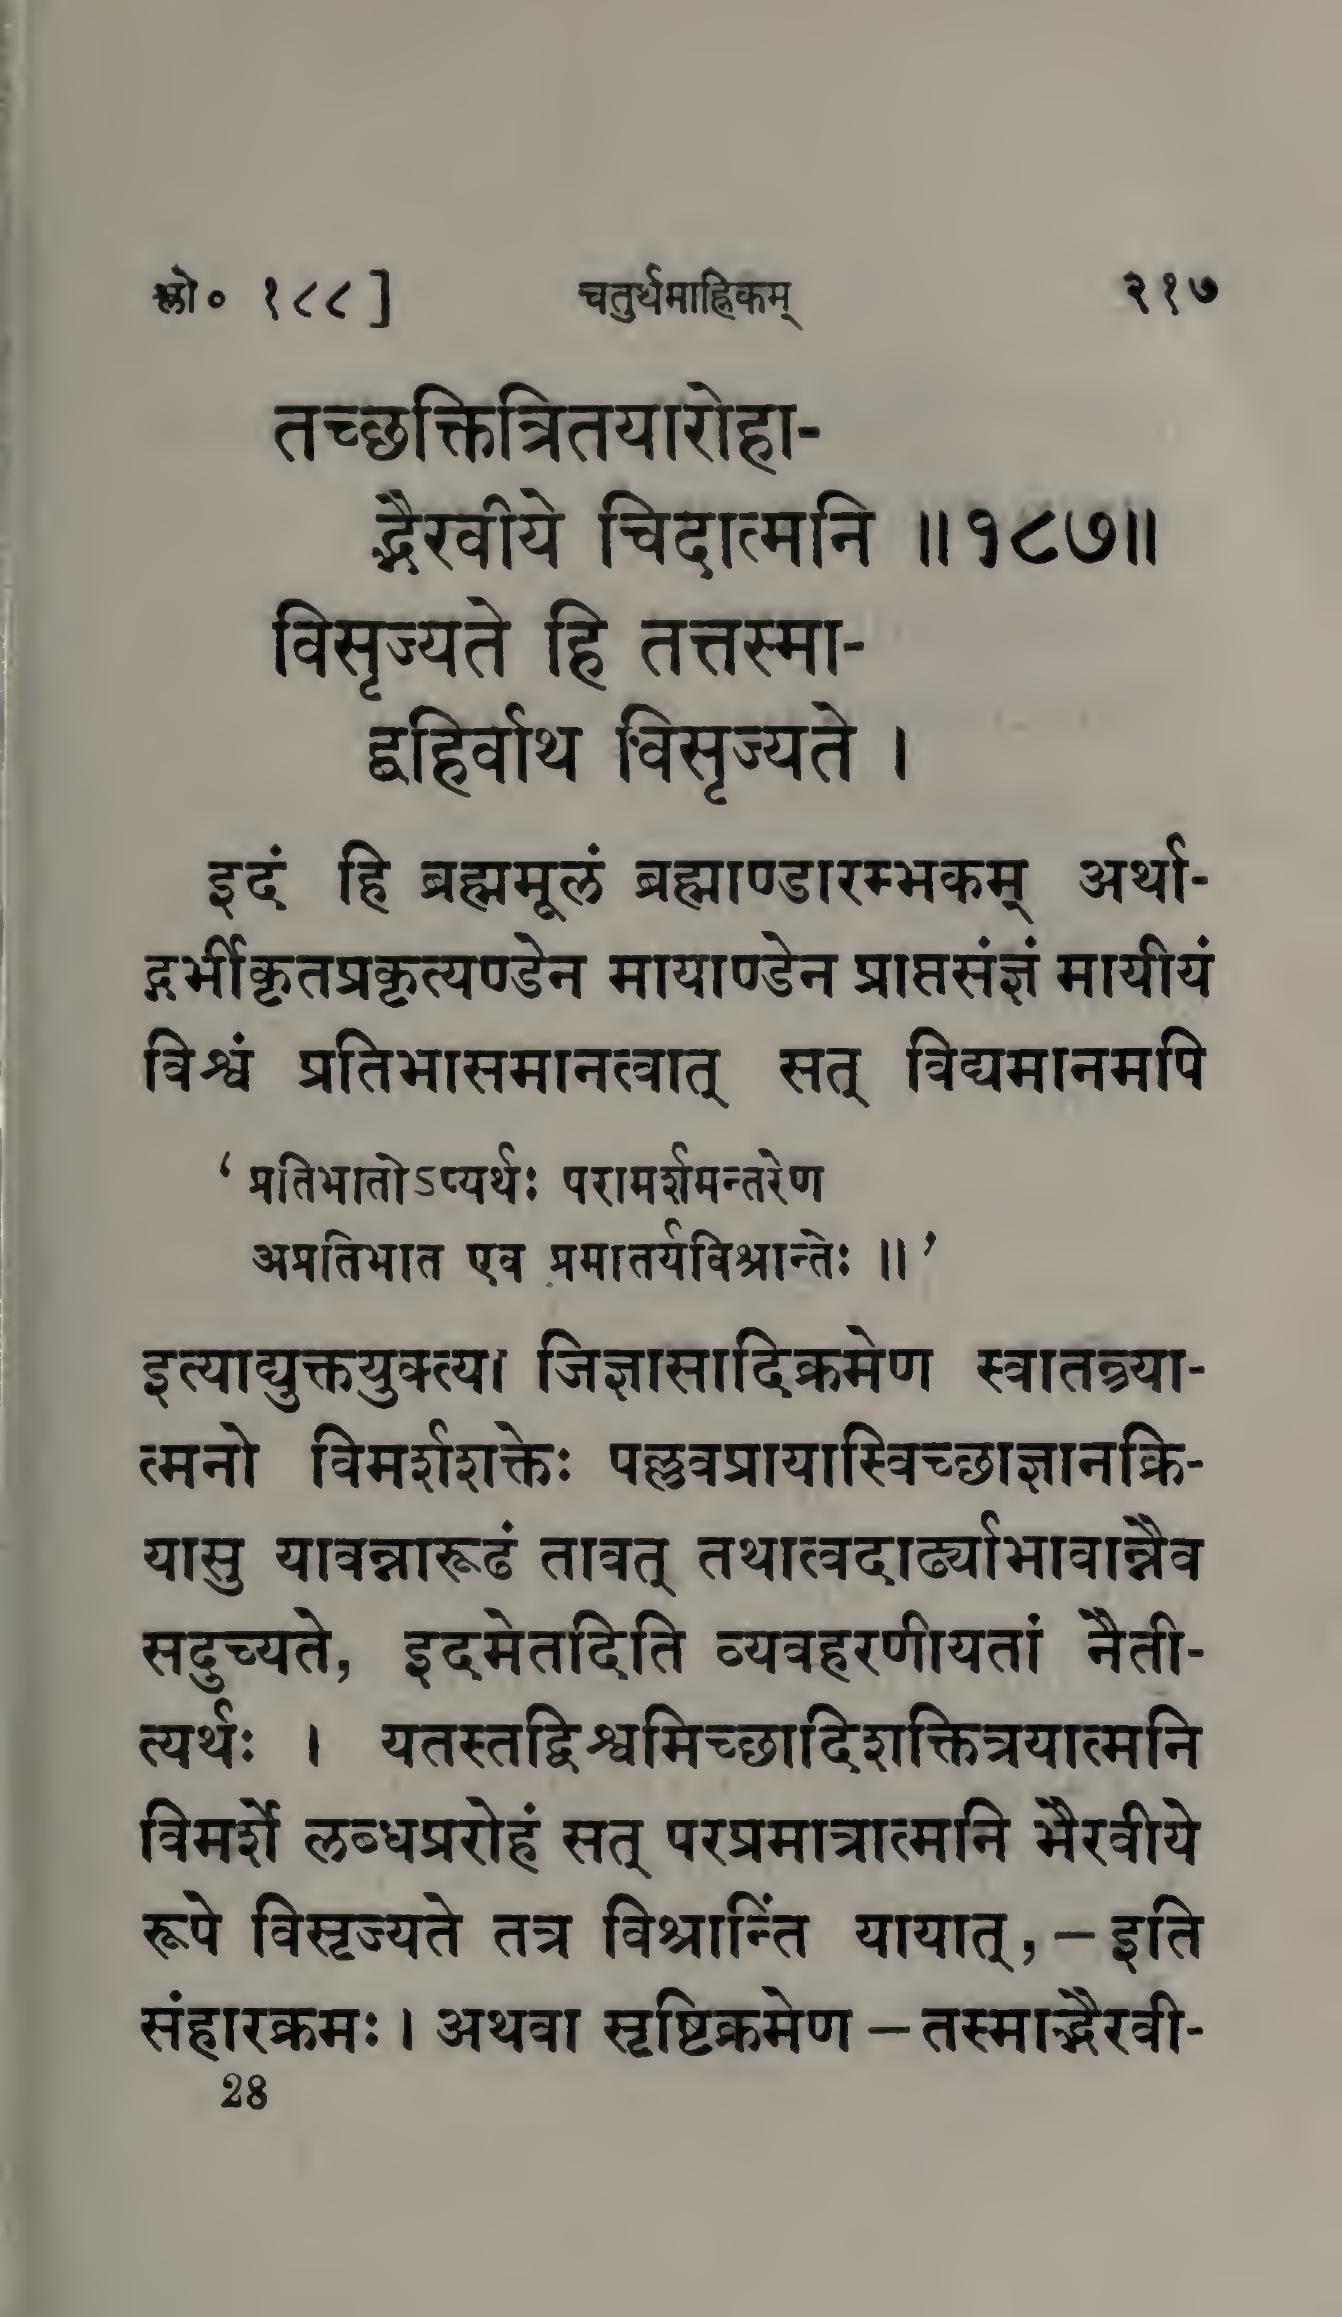 श्लो० १८८]	चतुर्थमाह्निकम्	२१७
तच्छक्तित्रितयारोहा-
द्भैरवीये चिदात्मनि ॥१८७॥
विसृज्यते हि तत्तस्मा-
द्बहिर्वाथ विसृज्यते ।
इदं हि ब्रह्ममूलं ब्रह्माण्डारम्भकम् अर्था-
द्गर्भीकृतप्रकृत्यण्डेन मायाण्डेन प्राप्तसंज्ञं मायीयं
विश्वं प्रतिभासमानत्वात् सत् विद्यमानमपि
‘ प्रतिभातोऽप्यर्थः परामर्शमन्तरेण
अप्रतिभात एव प्रमातर्यविश्रान्तेः ॥ ’
इत्याद्युक्तयुक्त्या जिज्ञासादिक्रमेण स्वातन्त्र्या-
त्मनो विमर्शशक्तेः पल्लवप्रायास्विच्छाज्ञानक्रि-
यासु यावन्नारूढं तावत् तथात्वदार्ढ्याभावान्नैव
सदुच्यते, इदमेतदिति व्यवहरणीयतां नैती-
त्यर्थः । यतस्तद्विश्वमिच्छादिशक्तित्रयात्मनि
विमर्शे लब्धप्ररोहं सत् परप्रमात्रात्मनि भैरवीये
रूपे विसृज्यते तत्र विश्रान्तिं यायात्, – इति
संहारक्रमः । अथवा सृष्टिक्रमेण – तस्माद्भैरवी-
28